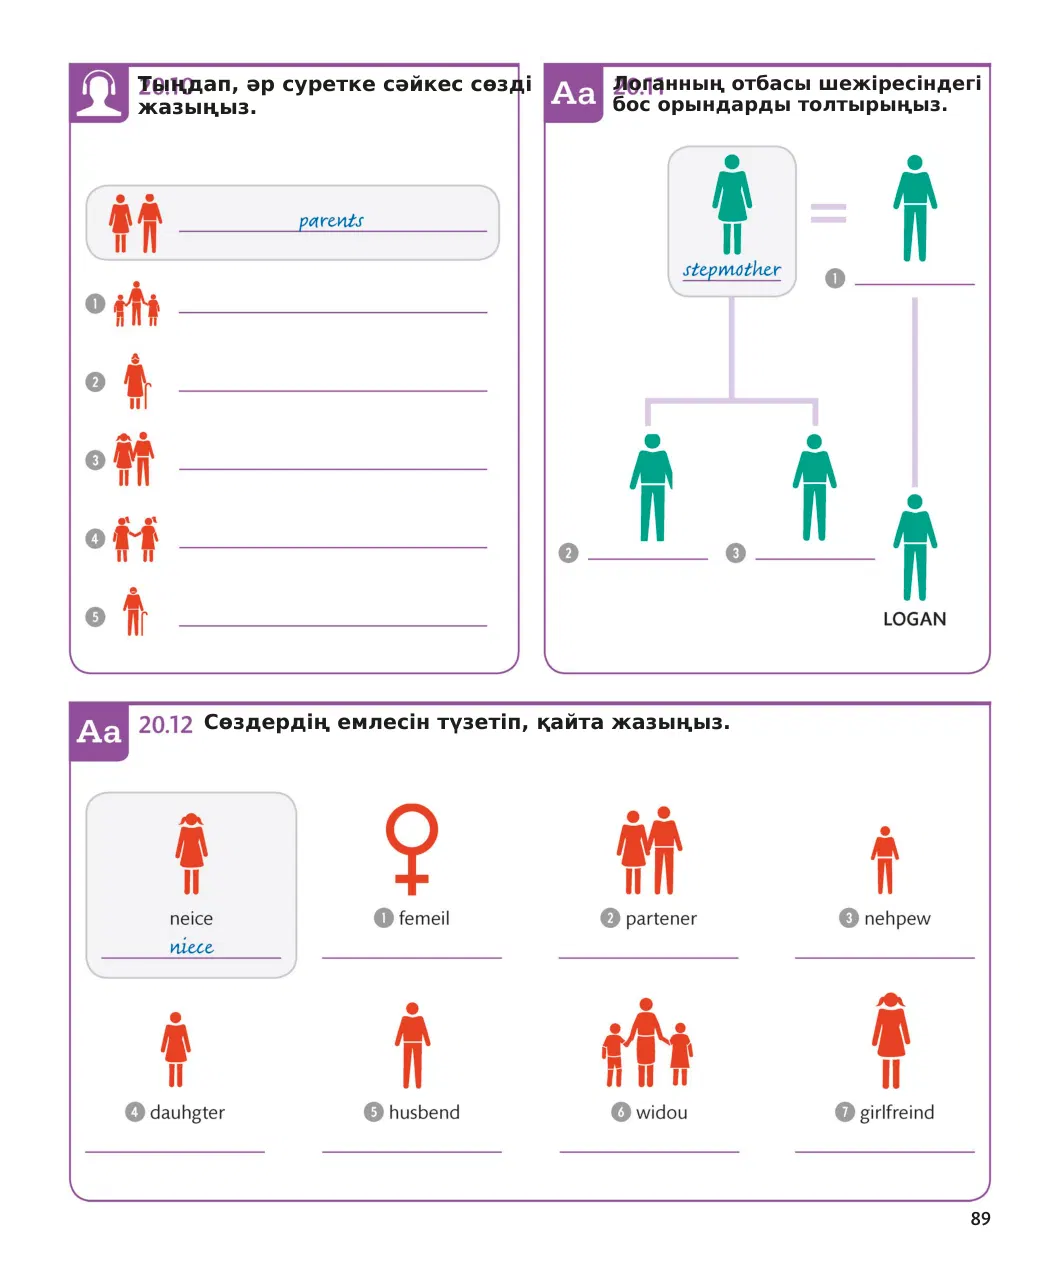 20.10 Тыңдап, әр суретке сәйкес сөзді
жазыңыз.
parents
1
2
3
4
5
Aa 20.11 Логанның отбасы шежіресіндегі
бос орындарды толтырыңыз.
stepmother
1
2
3
LOGAN
Aa 20.12 Сөздердің емлесін түзетіп, қайта жазыңыз.
neice
niece
1 femeil
2 partener
3 nehpew
4 dauhgter
5 husbend
6 widou
7 girlfreind
89